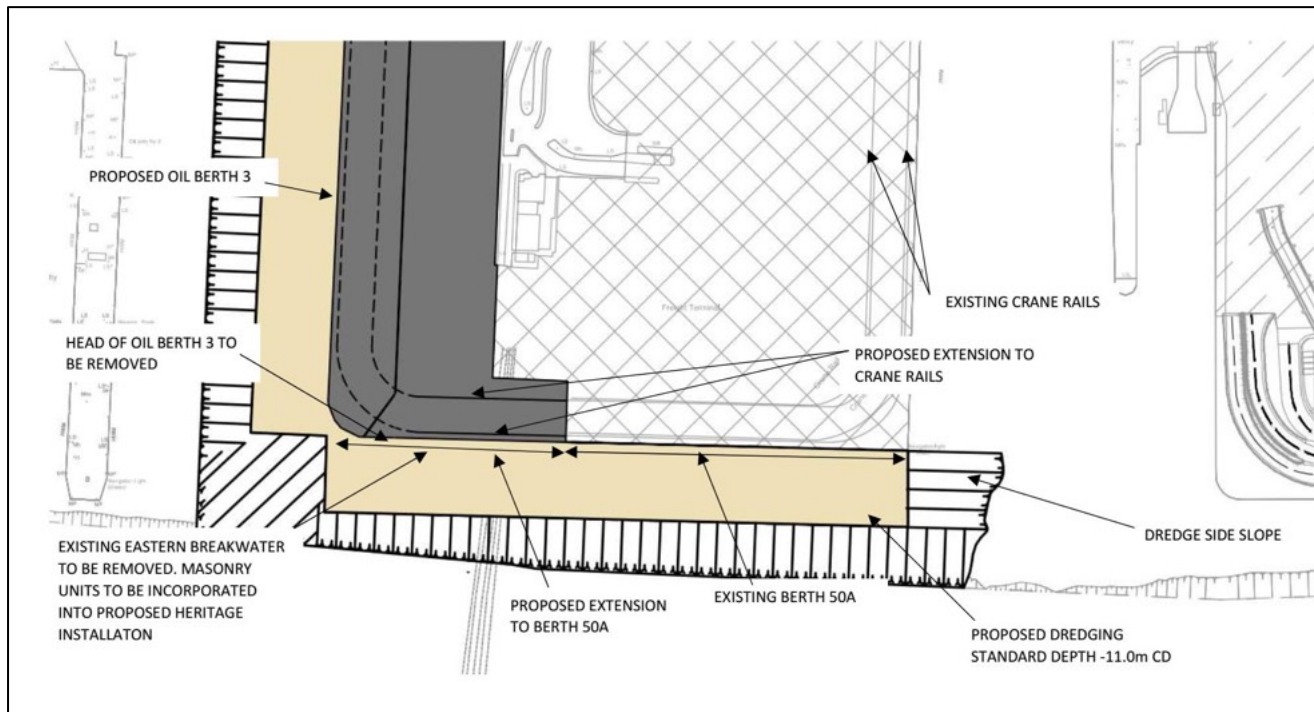 PROPOSED OIL BERTH 3
EXISTING CRANE RAILS
Freight Terminal
HEAD OF OIL BERTH 3 TO
BE REMOVED
PROPOSED EXTENSION TO
CRANE RAILS
EXISTING EASTERN BREAKWATER
TO BE REMOVED. MASONRY
UNITS TO BE INCORPORATED
INTO PROPOSED HERITAGE
INSTALLATON
PROPOSED EXTENSION
TO BERTH 50A
EXISTING BERTH 50A
DREDGE SIDE SLOPE
PROPOSED DREDGING
STANDARD DEPTH -11.0m CD